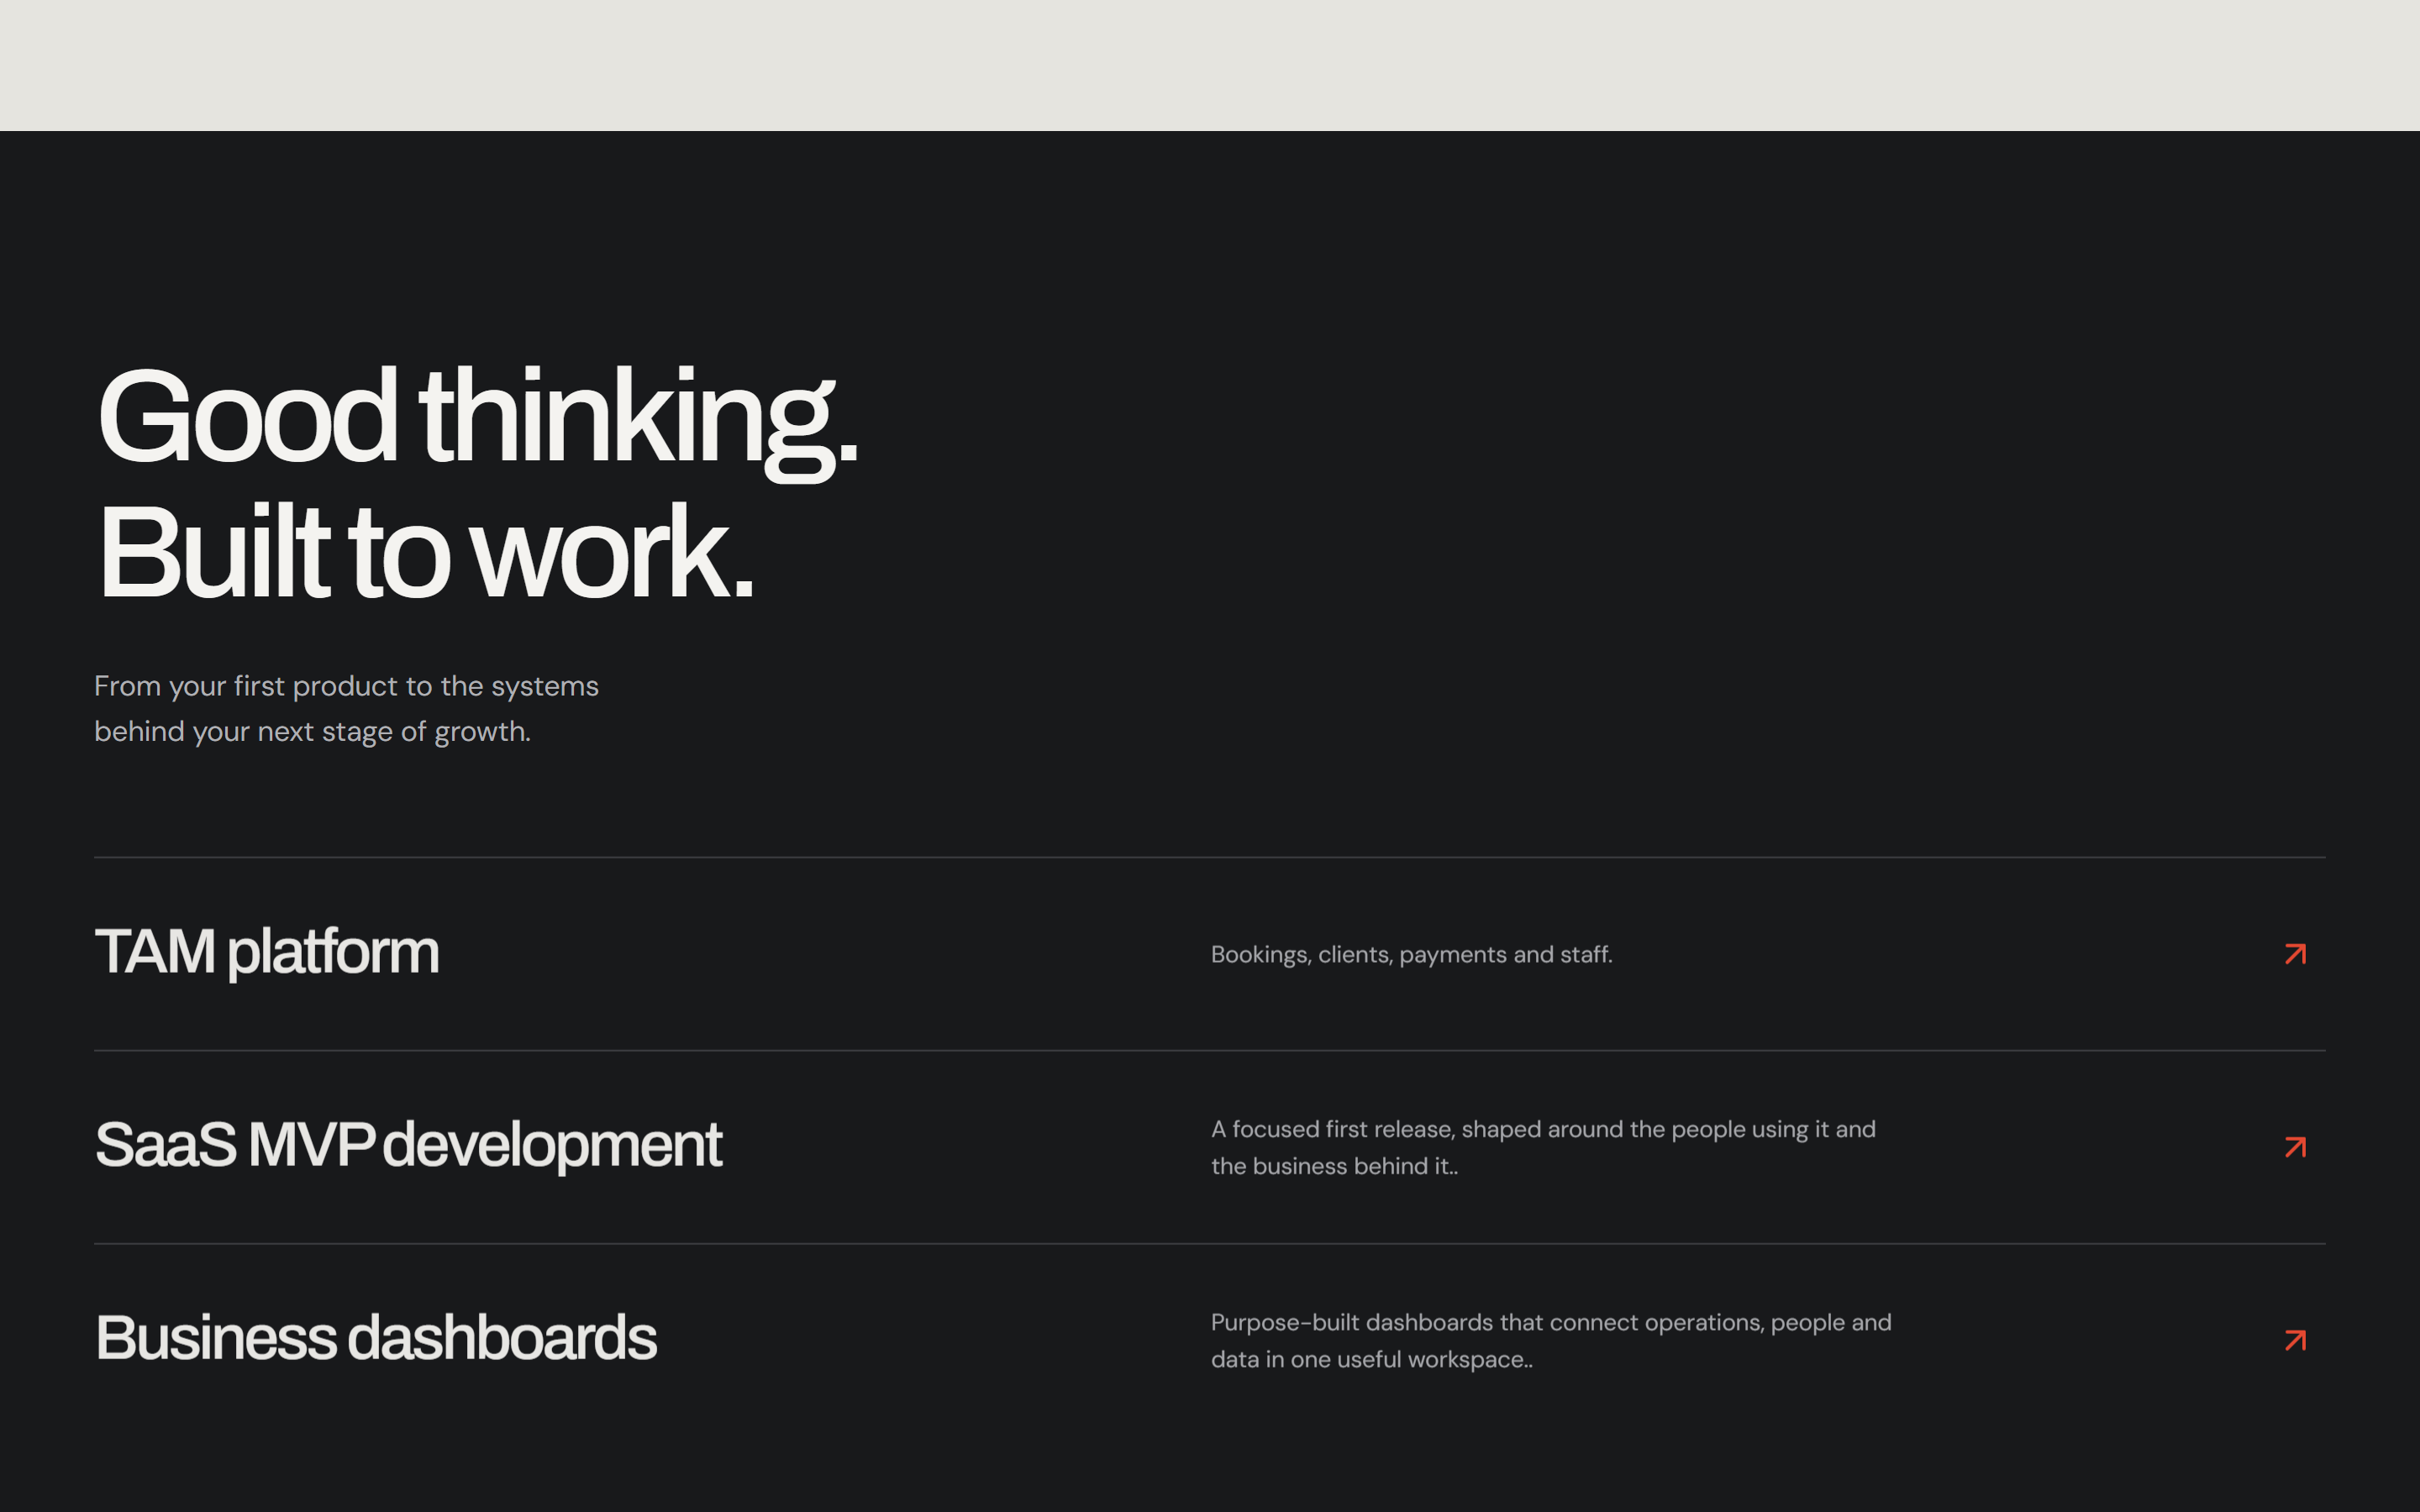 Good thinking.
Built to work.
From your first product to the systems
behind your next stage of growth.
TAM platform
Bookings, clients, payments and staff.
SaaS MVP development
A focused first release, shaped around the people using it and
the business behind it..
Business dashboards
Purpose-built dashboards that connect operations, people and
data in one useful workspace..